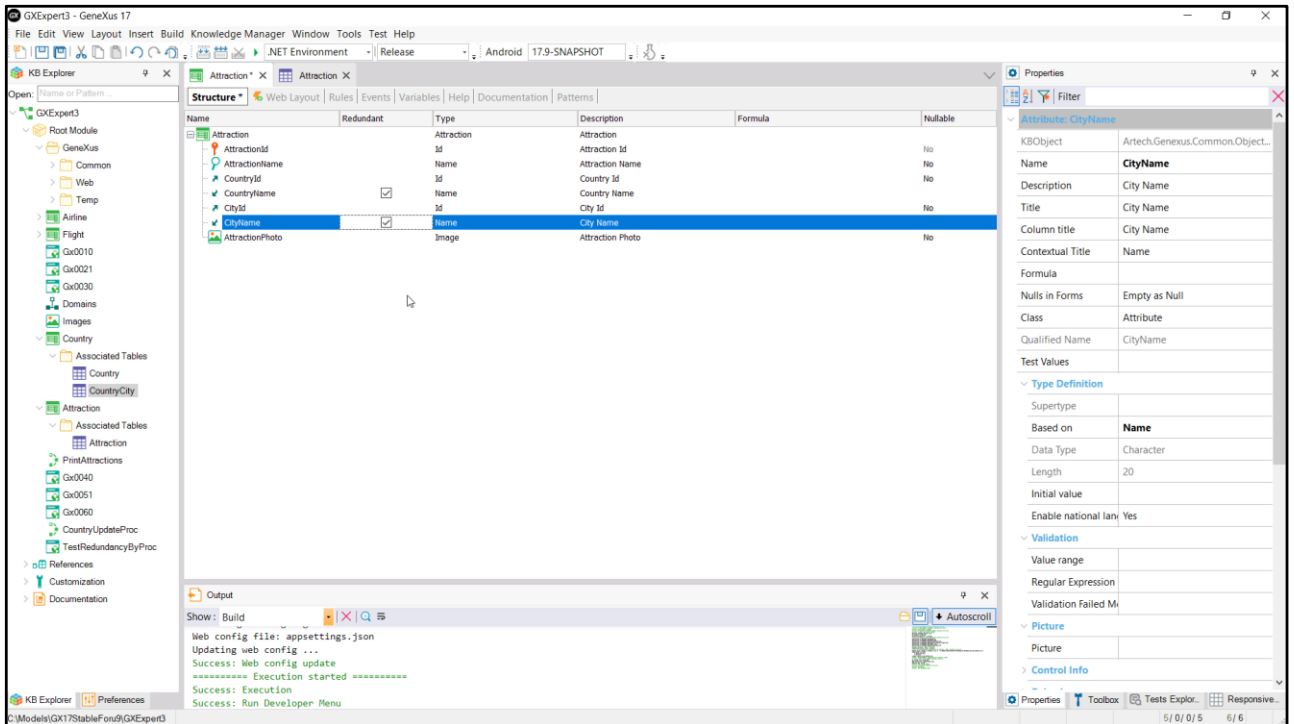 GXExpert3 - GeneXus 17
File Edit View Layout Insert Build Knowledge Manager Window Tools Test Help
.NET Environment Release Android 17.9-SNAPSHOT
KB Explorer
Open: Name or Pattern...
GXExpert3
Root Module
GeneXus
Common
Web
Temp
Airline
Flight
Gx0010
Gx0021
Gx0030
Domains
Images
Country
Associated Tables
Country
CountryCity
Attraction
Associated Tables
Attraction
PrintAttractions
Gx0040
Gx0051
Gx0060
CountryUpdateProc
TestRedundancyByProc
References
Customization
Documentation
KB Explorer Preferences
Attraction * Attraction
Structure * Web Layout Rules Events Variables Help Documentation Patterns
Name Redundant Type Description Formula Nullable
Attraction Attraction Attraction
AttractionId Id Attraction Id No
AttractionName Name Attraction Name No
CountryId Id Country Id No
CountryName Name Country Name
CityId Id City Id No
CityName Name City Name
AttractionPhoto Image Attraction Photo No
Output
Show: Build Autoscroll
Web config file: appsettings.json
Updating web config ...
Success: Web config update
========== Execution started ==========
Success: Execution
Success: Run Developer Menu
Properties
Filter
Attribute: CityName
KBObject Artech.Genexus.Common.Object...
Name CityName
Description City Name
Title City Name
Column title City Name
Contextual Title Name
Formula
Nulls in Forms Empty as Null
Class Attribute
Qualified Name CityName
Test Values
Type Definition
Supertype
Based on Name
Data Type Character
Length 20
Initial value
Enable national lan Yes
Validation
Value range
Regular Expression
Validation Failed M
Picture
Picture
Control Info
Properties Toolbox Tests Explor... Responsive...
C:\Models\GX17StableForu9\GXExpert3 5/ 0/ 0/ 5 6/ 6